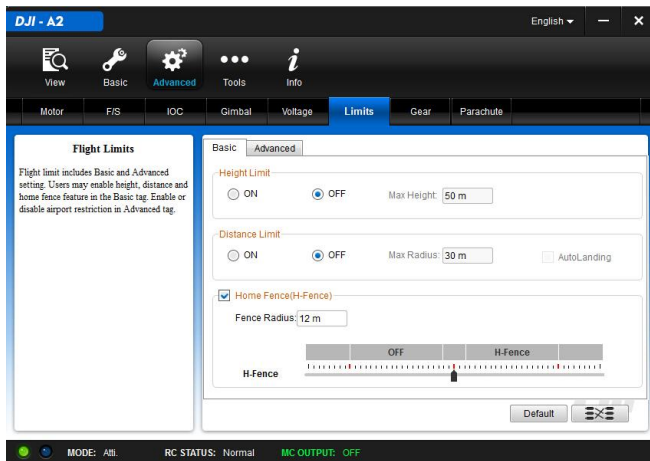 DJI - A2
English
View Basic Advanced Tools Info
Motor F/S IOC Gimbal Voltage Limits Gear Parachute
Flight Limits
Flight limit includes Basic and Advanced
setting. Users may enable height, distance and
home fence feature in the Basic tag. Enable or
disable airport restriction in Advanced tag.
Basic Advanced
Height Limit
ON OFF Max Height: 50 m
Distance Limit
ON OFF Max Radius: 30 m AutoLanding
Home Fence(H-Fence)
Fence Radius: 12 m
OFF H-Fence
H-Fence
Default
MODE: Atti. RC STATUS: Normal MC OUTPUT: OFF